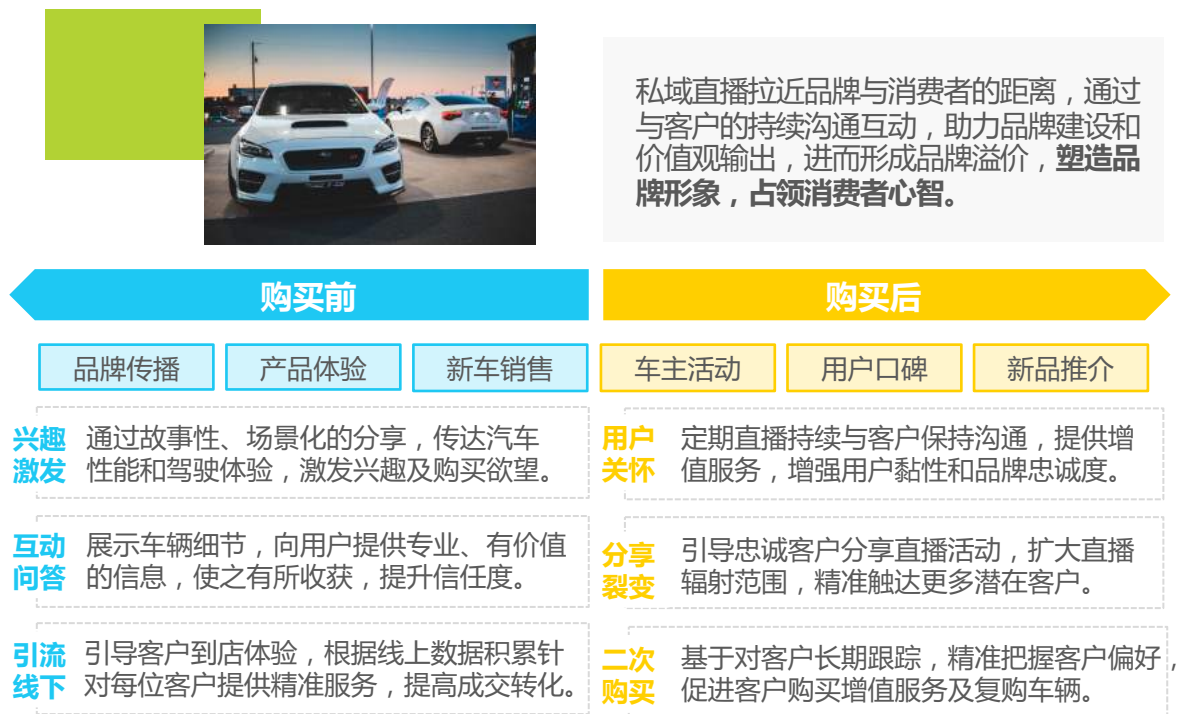 私域直播拉近品牌与消费者的距离，通过
与客户的持续沟通互动，助力品牌建设和
价值观输出，进而形成品牌溢价，塑造品
牌形象，占领消费者心智。
购买前
购买后
品牌传播
产品体验
新车销售
车主活动
用户口碑
新品推介
兴趣
激发
通过故事性、场景化的分享，传达汽车
性能和驾驶体验，激发兴趣及购买欲望。
用户
关怀
定期直播持续与客户保持沟通，提供增
值服务，增强用户黏性和品牌忠诚度。
互动
问答
展示车辆细节，向用户提供专业、有价值
的信息，使之有所收获，提升信任度。
分享
裂变
引导忠诚客户分享直播活动，扩大直播
辐射范围，精准触达更多潜在客户。
引流
线下
引导客户到店体验，根据线上数据积累针
对每位客户提供精准服务，提高成交转化。
二次
购买
基于对客户长期跟踪，精准把握客户偏好，
促进客户购买增值服务及复购车辆。